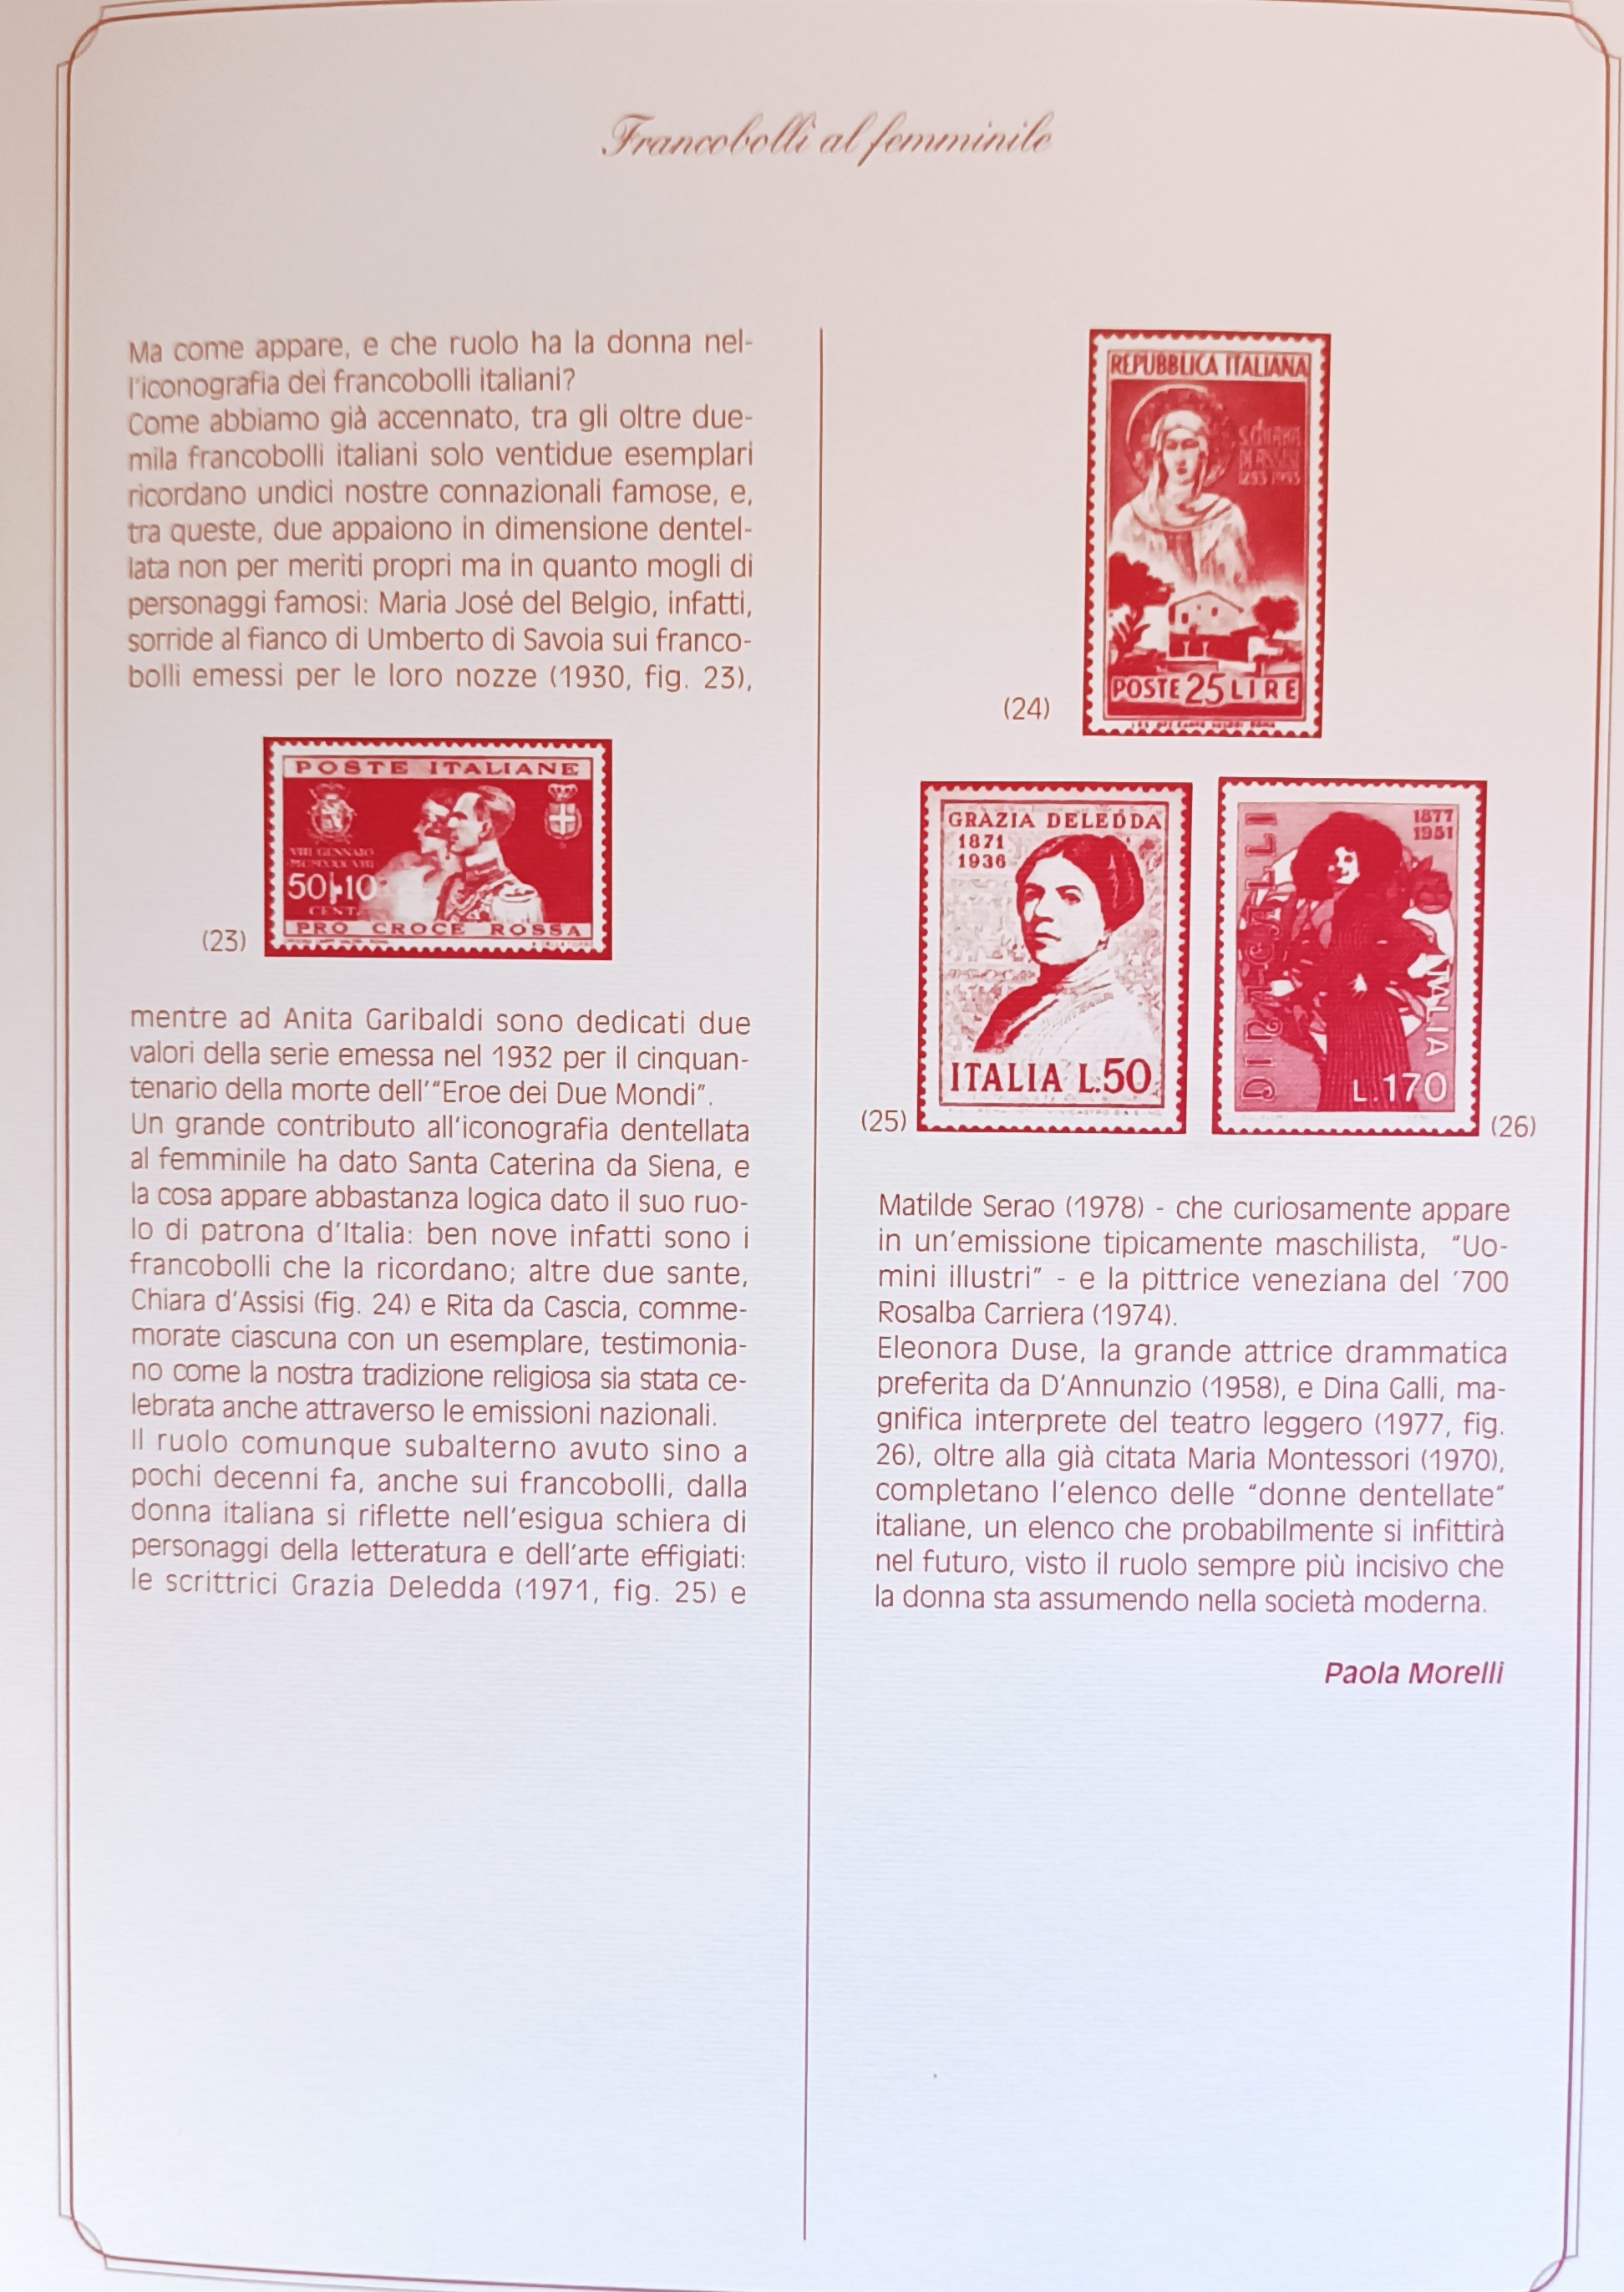 Francobolli al femminile
Ma come appare, e che ruolo ha la donna nel-
l'iconografia dei francobolli italiani?
Come abbiamo già accennato, tra gli oltre due-
mila francobolli italiani solo ventidue esemplari
ricordano undici nostre connazionali famose, e,
tra queste, due appaiono in dimensione dentel-
lata non per meriti propri ma in quanto mogli di
personaggi famosi: Maria José del Belgio, infatti,
sorride al fianco di Umberto di Savoia sui franco-
bolli emessi per le loro nozze (1930, fig. 23),
POSTE ITALIANE
VIII GENNAIO
50+10
CENT.
PRO CROCE ROSSA
(23)
mentre ad Anita Garibaldi sono dedicati due
valori della serie emessa nel 1932 per il cinquan-
tenario della morte dell'"Eroe dei Due Mondi".
Un grande contributo all'iconografia dentellata
al femminile ha dato Santa Caterina da Siena, e
la cosa appare abbastanza logica dato il suo ruo-
lo di patrona d'Italia: ben nove infatti sono i
francobolli che la ricordano; altre due sante,
Chiara d'Assisi (fig. 24) e Rita da Cascia, comme-
morate ciascuna con un esemplare, testimonia-
no come la nostra tradizione religiosa sia stata ce-
lebrata anche attraverso le emissioni nazionali.
Il ruolo comunque subalterno avuto sino a
pochi decenni fa, anche sui francobolli, dalla
donna italiana si riflette nell'esigua schiera di
personaggi della letteratura e dell'arte effigiati:
le scrittrici Grazia Deledda (1971, fig. 25) e
REPUBBLICA ITALIANA
S. CHIARA
D'ASSISI
1253 1953
POSTE 25 LIRE
(24)
GRAZIA DELEDDA
1871
1936
ITALIA L.50
(25)
1877
1951
DINA GALLI
ITALIA
L.170
(26)
Matilde Serao (1978) - che curiosamente appare
in un'emissione tipicamente maschilista, "Uo-
mini illustri" - e la pittrice veneziana del '700
Rosalba Carriera (1974).
Eleonora Duse, la grande attrice drammatica
preferita da D'Annunzio (1958), e Dina Galli, ma-
gnifica interprete del teatro leggero (1977, fig.
26), oltre alla già citata Maria Montessori (1970),
completano l'elenco delle "donne dentellate"
italiane, un elenco che probabilmente si infittirà
nel futuro, visto il ruolo sempre più incisivo che
la donna sta assumendo nella società moderna.
Paola Morelli